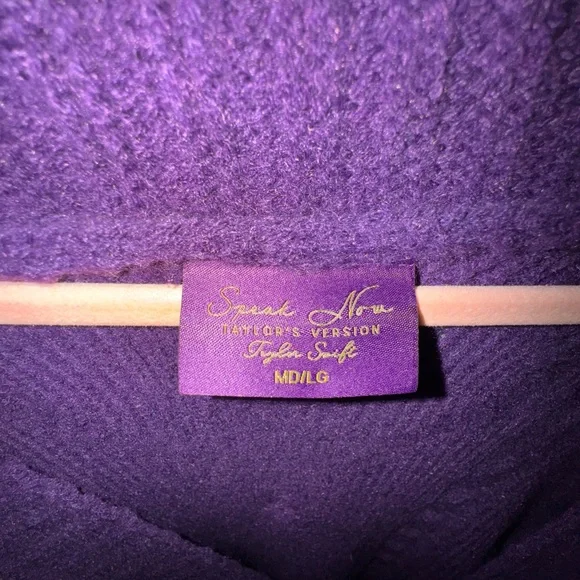 Speak Now
TAYLOR'S VERSION
Taylor Swift
MD/LG